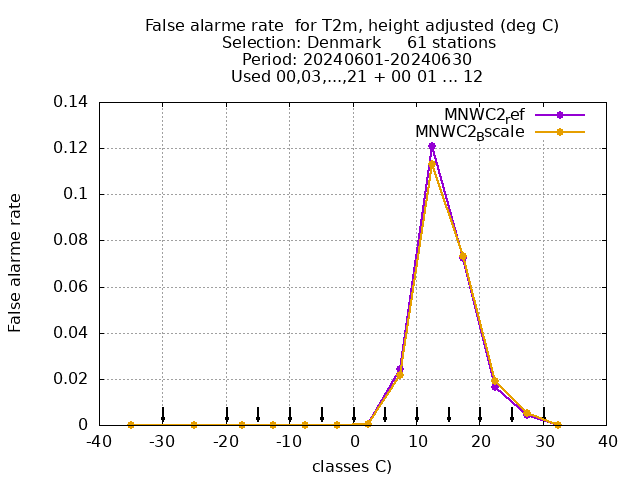 False alarme rate  for T2m, height adjusted (deg C)
Selection: Denmark     61 stations
Period: 20240601-20240630
Used 00,03,...,21 + 00 01 ... 12
MNWC2ref
MNWC2Bscale
0.14
0.12
0.1
0.08
0.06
0.04
0.02
0
False alarme rate
-40 -30 -20 -10 0 10 20 30 40
classes C)